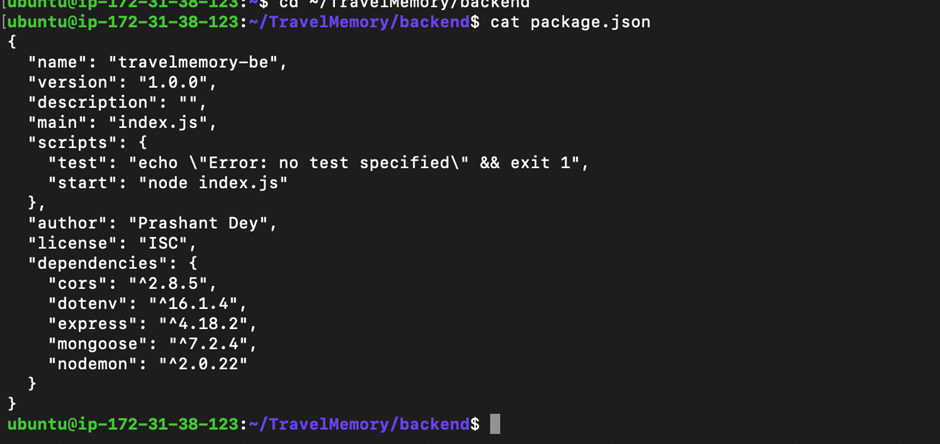 [ubuntu@ip-172-31-38-123:~$ cd ~/TravelMemory/backend
[ubuntu@ip-172-31-38-123:~/TravelMemory/backend$ cat package.json
{
  "name": "travelmemory-be",
  "version": "1.0.0",
  "description": "",
  "main": "index.js",
  "scripts": {
    "test": "echo \"Error: no test specified\" && exit 1",
    "start": "node index.js"
  },
  "author": "Prashant Dey",
  "license": "ISC",
  "dependencies": {
    "cors": "^2.8.5",
    "dotenv": "^16.1.4",
    "express": "^4.18.2",
    "mongoose": "^7.2.4",
    "nodemon": "^2.0.22"
  }
}
ubuntu@ip-172-31-38-123:~/TravelMemory/backend$